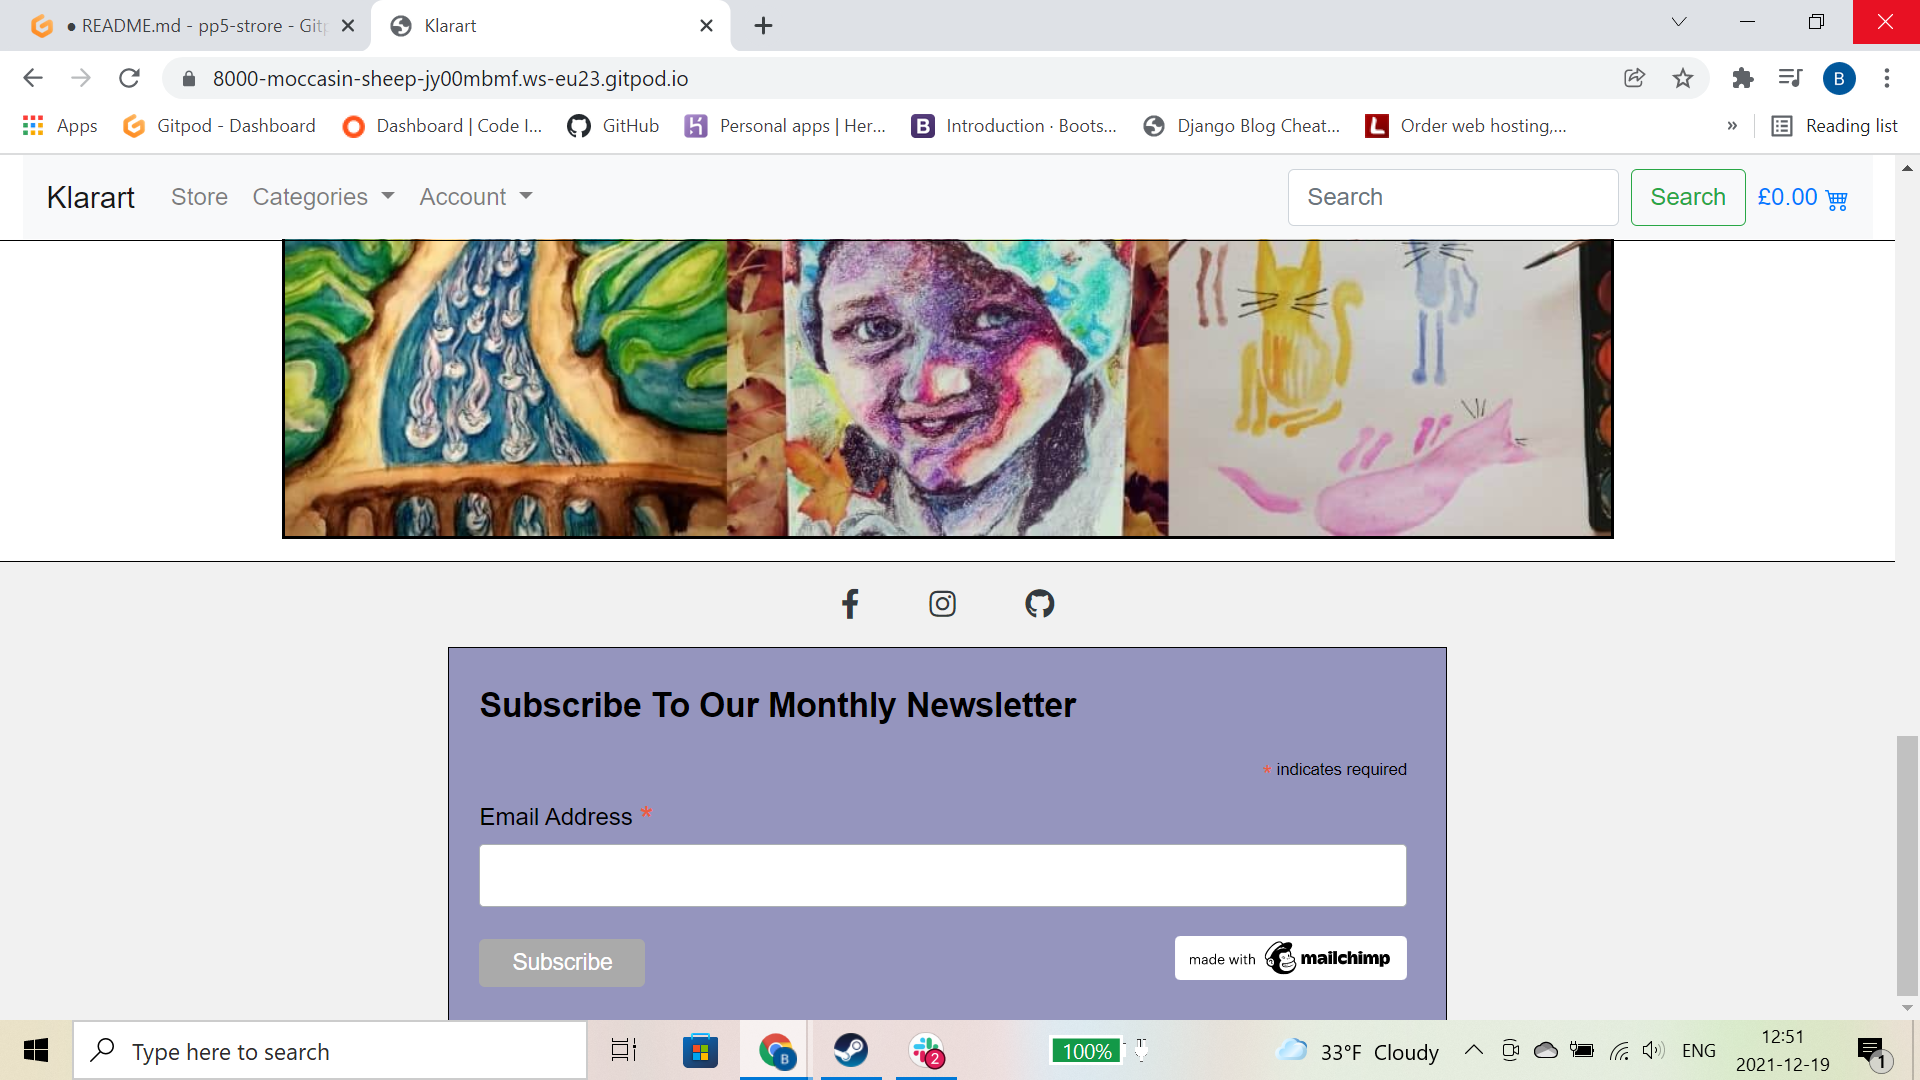 ● README.md - pp5-strore - Git
Klarart
8000-moccasin-sheep-jy00mbmf.ws-eu23.gitpod.io
B
Apps
Gitpod - Dashboard
Dashboard | Code I...
GitHub
Personal apps | Her...
B
Introduction · Boots...
Django Blog Cheat...
L
Order web hosting,...
»
Reading list
Klarart
Store
Categories
Account
Search
Search
£0.00
Subscribe To Our Monthly Newsletter
* indicates required
Email Address *
Subscribe
made with mailchimp
Type here to search
B
2
100%
33°F Cloudy
ENG
12:51
2021-12-19
1